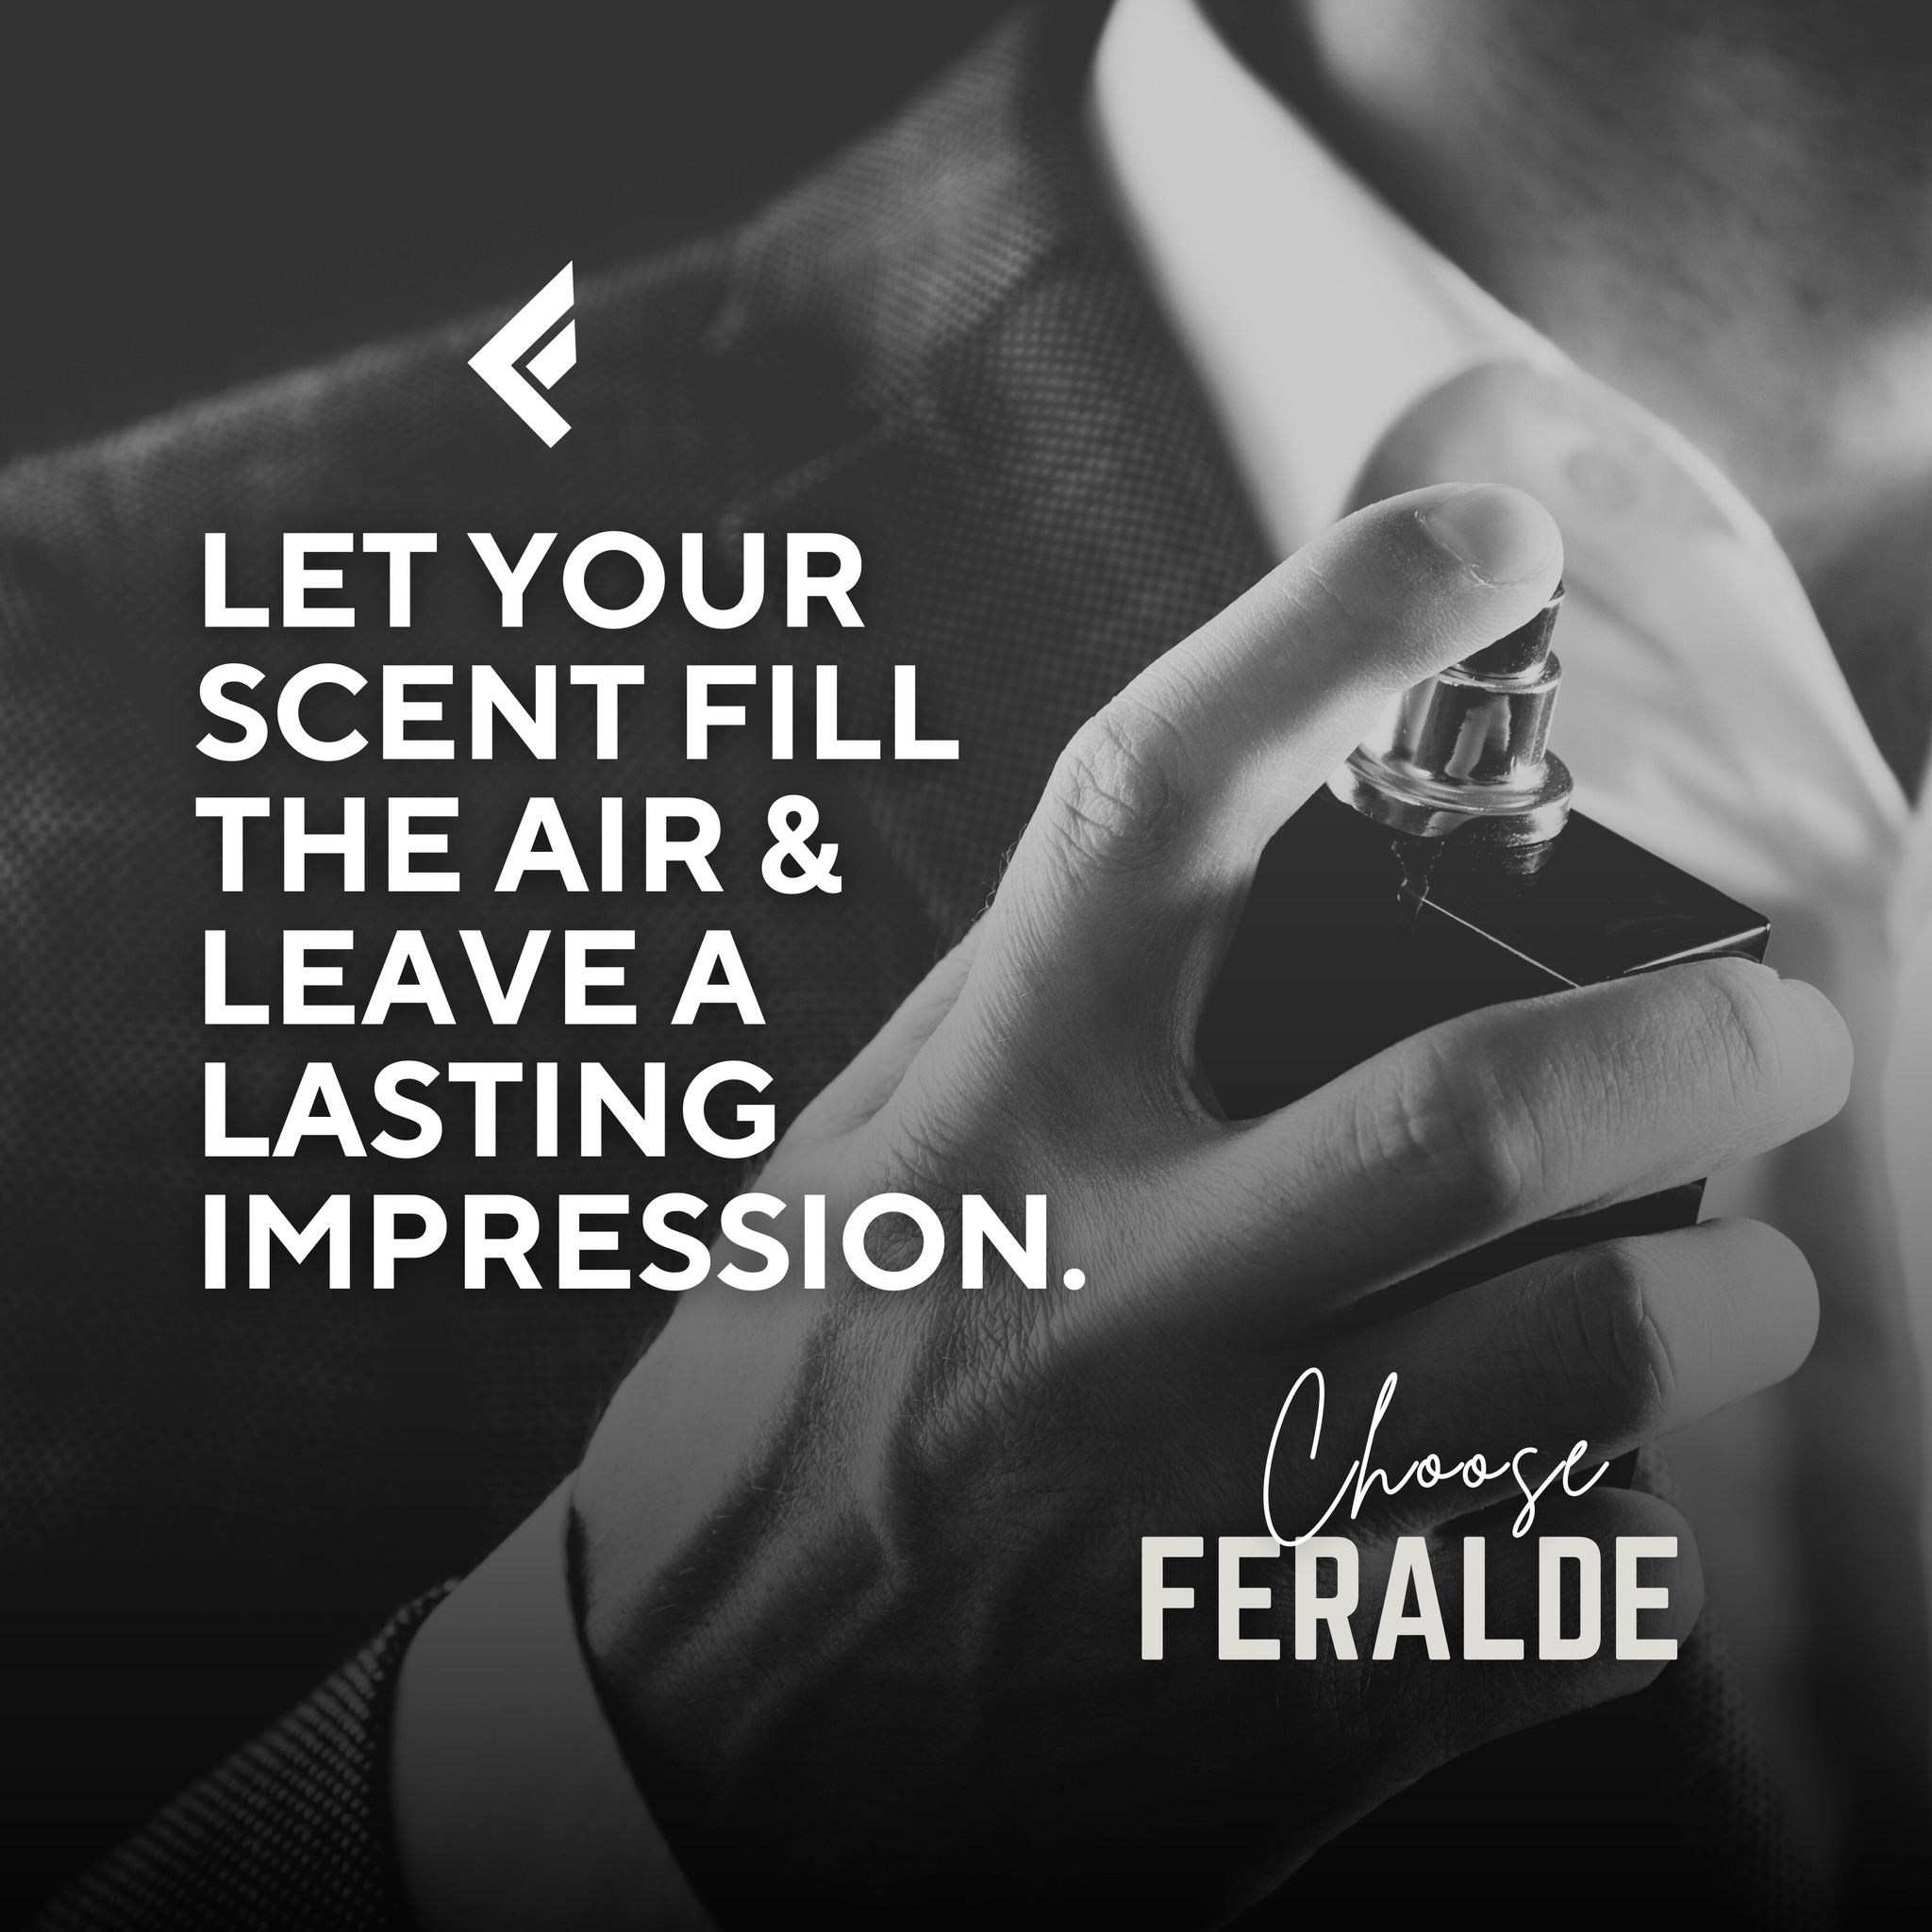 LET YOUR
SCENT FILL
THE AIR &
LEAVE A
LASTING
IMPRESSION.
Choose
FERALDE